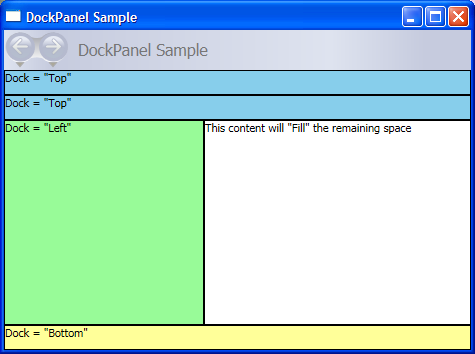 DockPanel Sample
DockPanel Sample
Dock = "Top"
Dock = "Top"
Dock = "Left"
This content will "Fill" the remaining space
Dock = "Bottom"